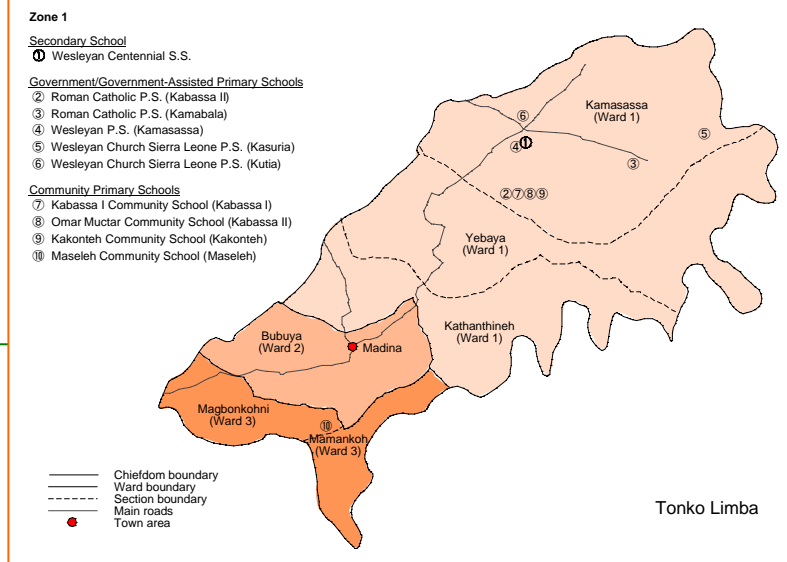 Zone 1
Secondary School
① Wesleyan Centennial S.S.
Government/Government-Assisted Primary Schools
② Roman Catholic P.S. (Kabassa II)
③ Roman Catholic P.S. (Kamabala)
④ Wesleyan P.S. (Kamasassa)
⑤ Wesleyan Church Sierra Leone P.S. (Kasuria)
⑥ Wesleyan Church Sierra Leone P.S. (Kutia)
Community Primary Schools
⑦ Kabassa I Community School (Kabassa I)
⑧ Omar Muctar Community School (Kabassa II)
⑨ Kakonteh Community School (Kakonteh)
⑩ Maseleh Community School (Maseleh)
Kamasassa
(Ward 1)
⑥
⑤
④①
③
②⑦⑧⑨
Yebaya
(Ward 1)
Kathanthineh
(Ward 1)
Bubuya
(Ward 2)
Madina
Magbonkohni
(Ward 3)
⑩
Mamankoh
(Ward 3)
Chiefdom boundary
Ward boundary
Section boundary
Main roads
Town area
Tonko Limba